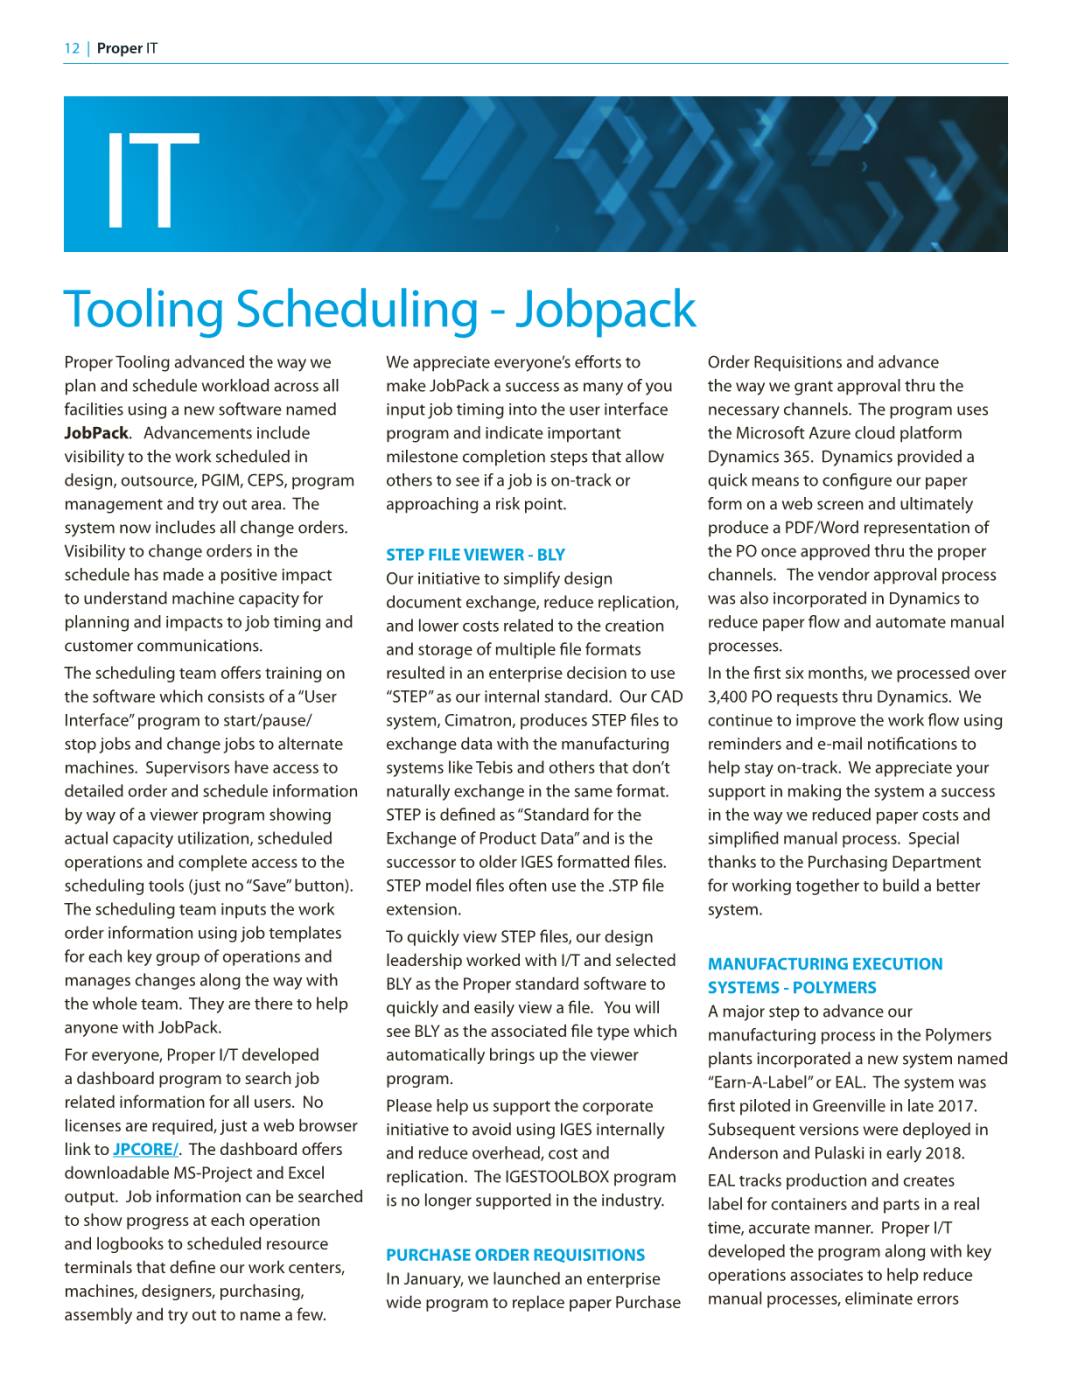 12 | Proper IT
IT
Tooling Scheduling - Jobpack
Proper Tooling advanced the way we
plan and schedule workload across all
facilities using a new software named
JobPack.   Advancements include
visibility to the work scheduled in
design, outsource, PGIM, CEPS, program
management and try out area.  The
system now includes all change orders.
Visibility to change orders in the
schedule has made a positive impact
to understand machine capacity for
planning and impacts to job timing and
customer communications.
The scheduling team offers training on
the software which consists of a “User
Interface” program to start/pause/
stop jobs and change jobs to alternate
machines.  Supervisors have access to
detailed order and schedule information
by way of a viewer program showing
actual capacity utilization, scheduled
operations and complete access to the
scheduling tools (just no “Save” button).
The scheduling team inputs the work
order information using job templates
for each key group of operations and
manages changes along the way with
the whole team.  They are there to help
anyone with JobPack.
For everyone, Proper I/T developed
a dashboard program to search job
related information for all users.  No
licenses are required, just a web browser
link to JPCORE/.  The dashboard offers
downloadable MS-Project and Excel
output.  Job information can be searched
to show progress at each operation
and logbooks to scheduled resource
terminals that define our work centers,
machines, designers, purchasing,
assembly and try out to name a few.
We appreciate everyone’s efforts to
make JobPack a success as many of you
input job timing into the user interface
program and indicate important
milestone completion steps that allow
others to see if a job is on-track or
approaching a risk point.
STEP FILE VIEWER - BLY
Our initiative to simplify design
document exchange, reduce replication,
and lower costs related to the creation
and storage of multiple file formats
resulted in an enterprise decision to use
“STEP” as our internal standard.  Our CAD
system, Cimatron, produces STEP files to
exchange data with the manufacturing
systems like Tebis and others that don’t
naturally exchange in the same format.
STEP is defined as “Standard for the
Exchange of Product Data” and is the
successor to older IGES formatted files.
STEP model files often use the .STP file
extension.
To quickly view STEP files, our design
leadership worked with I/T and selected
BLY as the Proper standard software to
quickly and easily view a file.   You will
see BLY as the associated file type which
automatically brings up the viewer
program.
Please help us support the corporate
initiative to avoid using IGES internally
and reduce overhead, cost and
replication.  The IGESTOOLBOX program
is no longer supported in the industry.
PURCHASE ORDER REQUISITIONS
In January, we launched an enterprise
wide program to replace paper Purchase
Order Requisitions and advance
the way we grant approval thru the
necessary channels.  The program uses
the Microsoft Azure cloud platform
Dynamics 365.  Dynamics provided a
quick means to configure our paper
form on a web screen and ultimately
produce a PDF/Word representation of
the PO once approved thru the proper
channels.   The vendor approval process
was also incorporated in Dynamics to
reduce paper flow and automate manual
processes.
In the first six months, we processed over
3,400 PO requests thru Dynamics.  We
continue to improve the work flow using
reminders and e-mail notifications to
help stay on-track.  We appreciate your
support in making the system a success
in the way we reduced paper costs and
simplified manual process.  Special
thanks to the Purchasing Department
for working together to build a better
system.
MANUFACTURING EXECUTION
SYSTEMS - POLYMERS
A major step to advance our
manufacturing process in the Polymers
plants incorporated a new system named
“Earn-A-Label” or EAL.  The system was
first piloted in Greenville in late 2017.
Subsequent versions were deployed in
Anderson and Pulaski in early 2018.
EAL tracks production and creates
label for containers and parts in a real
time, accurate manner.  Proper I/T
developed the program along with key
operations associates to help reduce
manual processes, eliminate errors